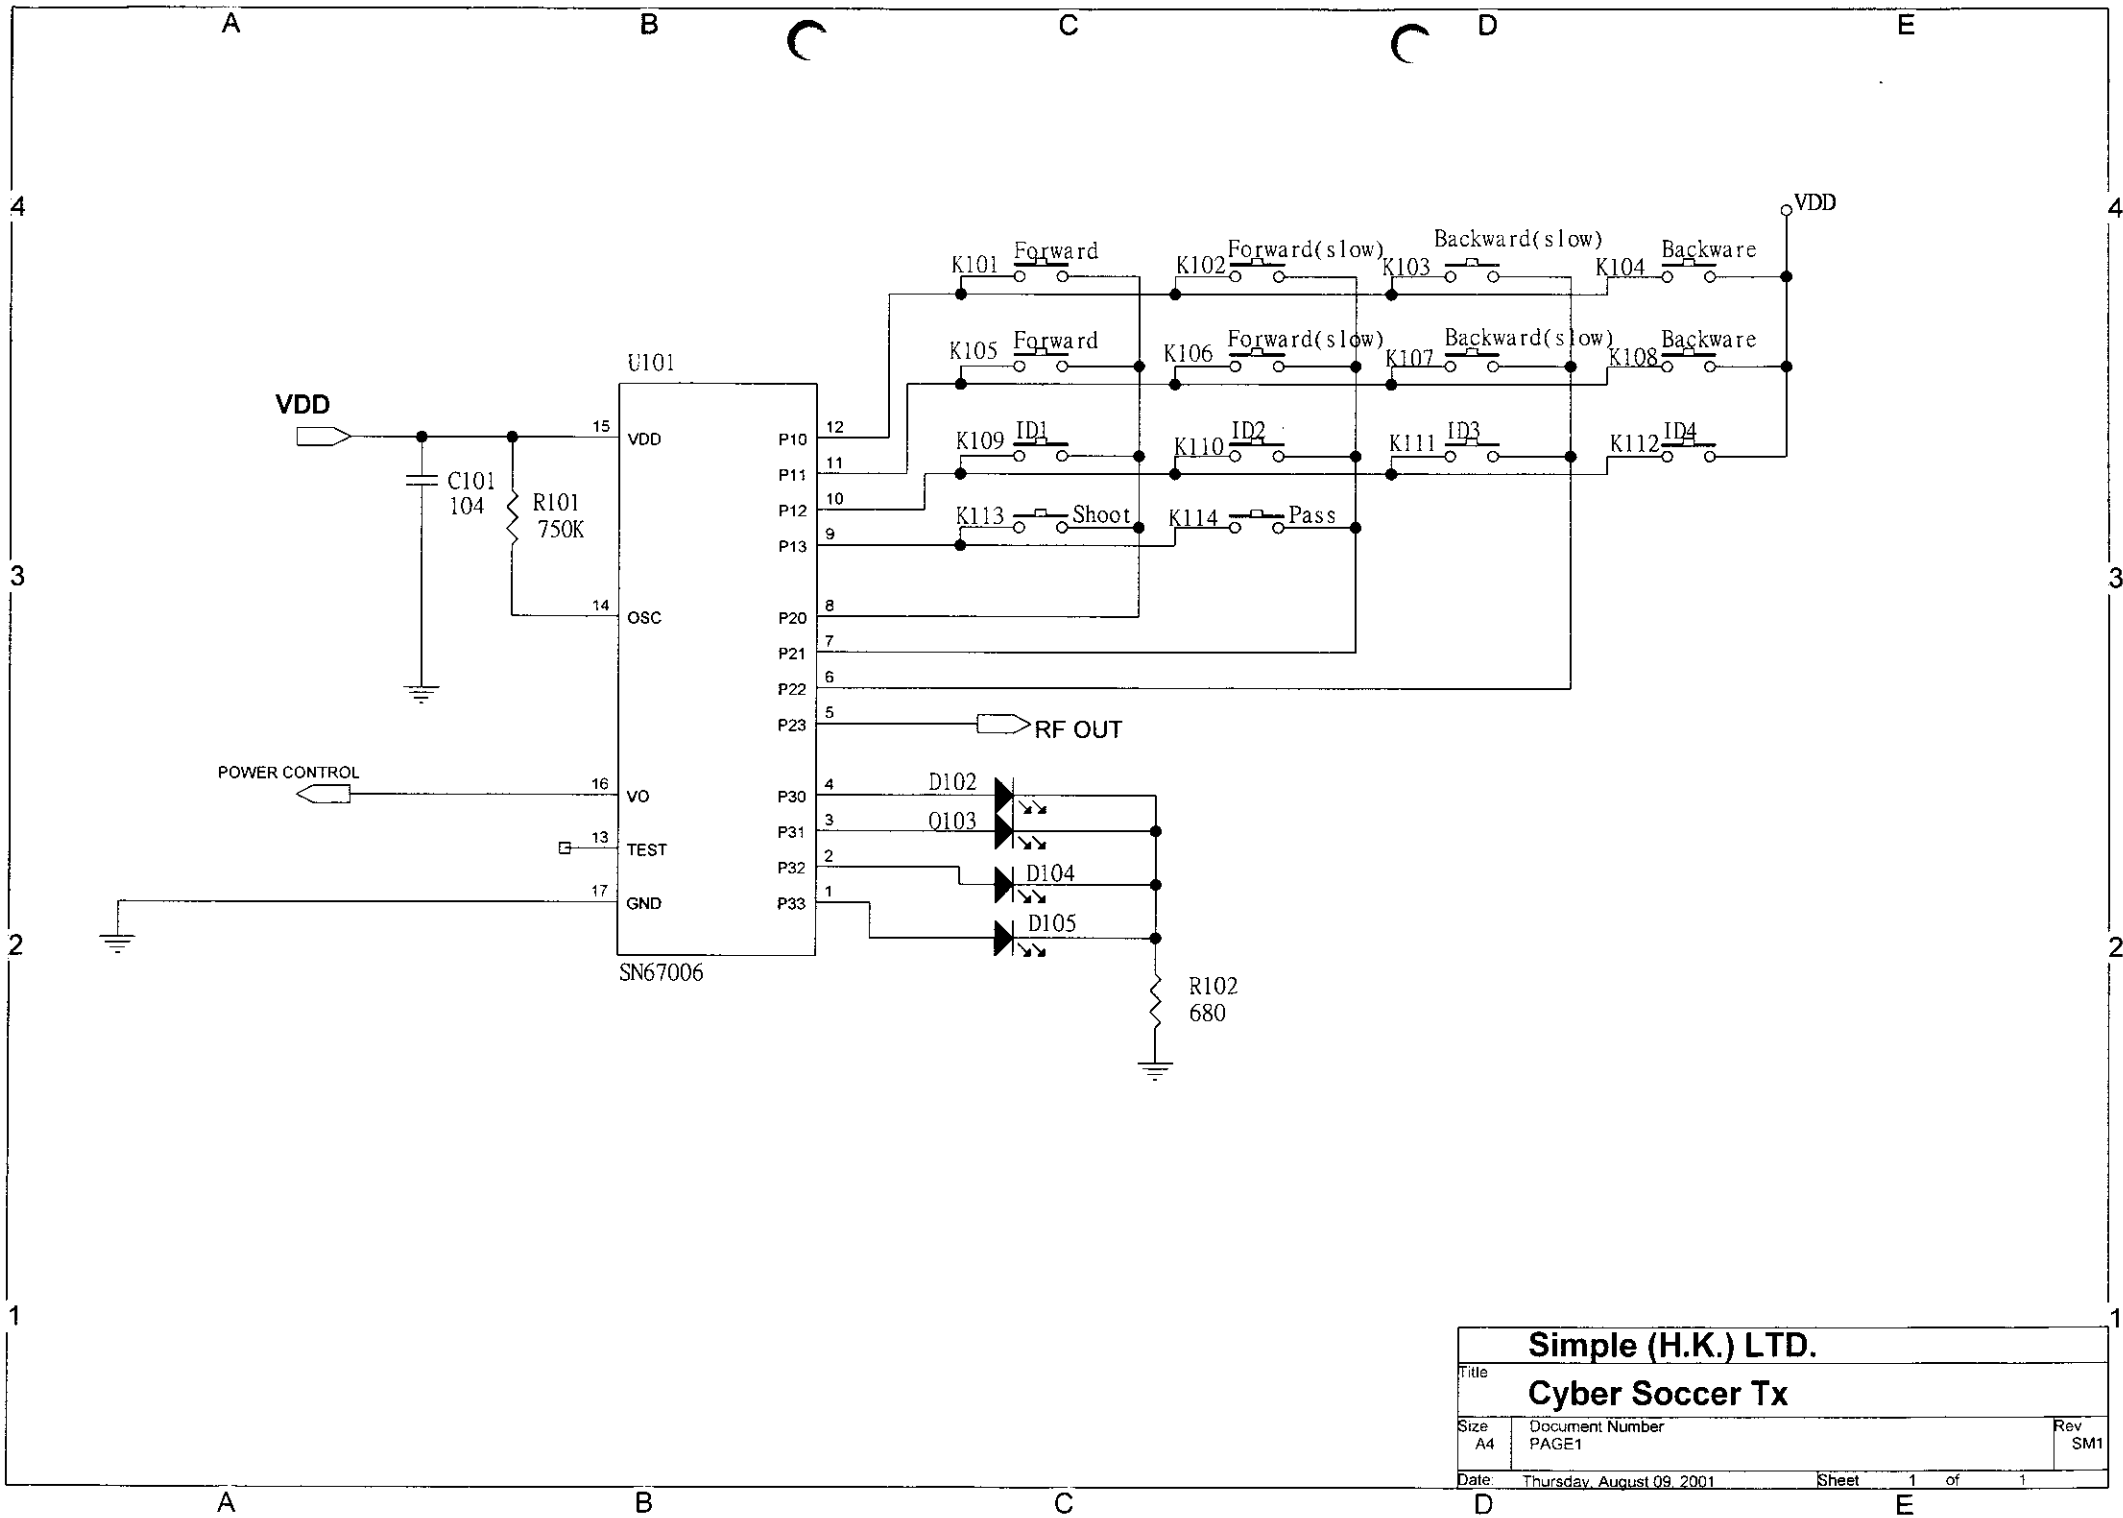 A B C D E
4 4
VDD
Forward Forward(slow) Backward(slow) Backware
K101 K102 K103 K104
Forward Forward(slow) Backward(slow) Backware
K105 K106 K107 K108
U101
VDD
ID1 ID2 ID3 ID4
K109 K110 K111 K112
15 VDD P10 12
P11 11
C101
104
R101
750K
P12 10
K113 Shoot K114 Pass
P13 9
3 3
14 OSC P20 8
P21 7
P22 6
P23 5 RF OUT
POWER CONTROL
16 VO P30 4 D102
P31 3 Q103
13 TEST P32 2 D104
17 GND P33 1 D105
2 2
SN67006
R102
680
1 1
Simple (H.K.) LTD.
Title
Cyber Soccer Tx
Size Document Number Rev
A4 PAGE1 SM1
Date: Thursday, August 09, 2001 Sheet 1 of 1
A B C D E